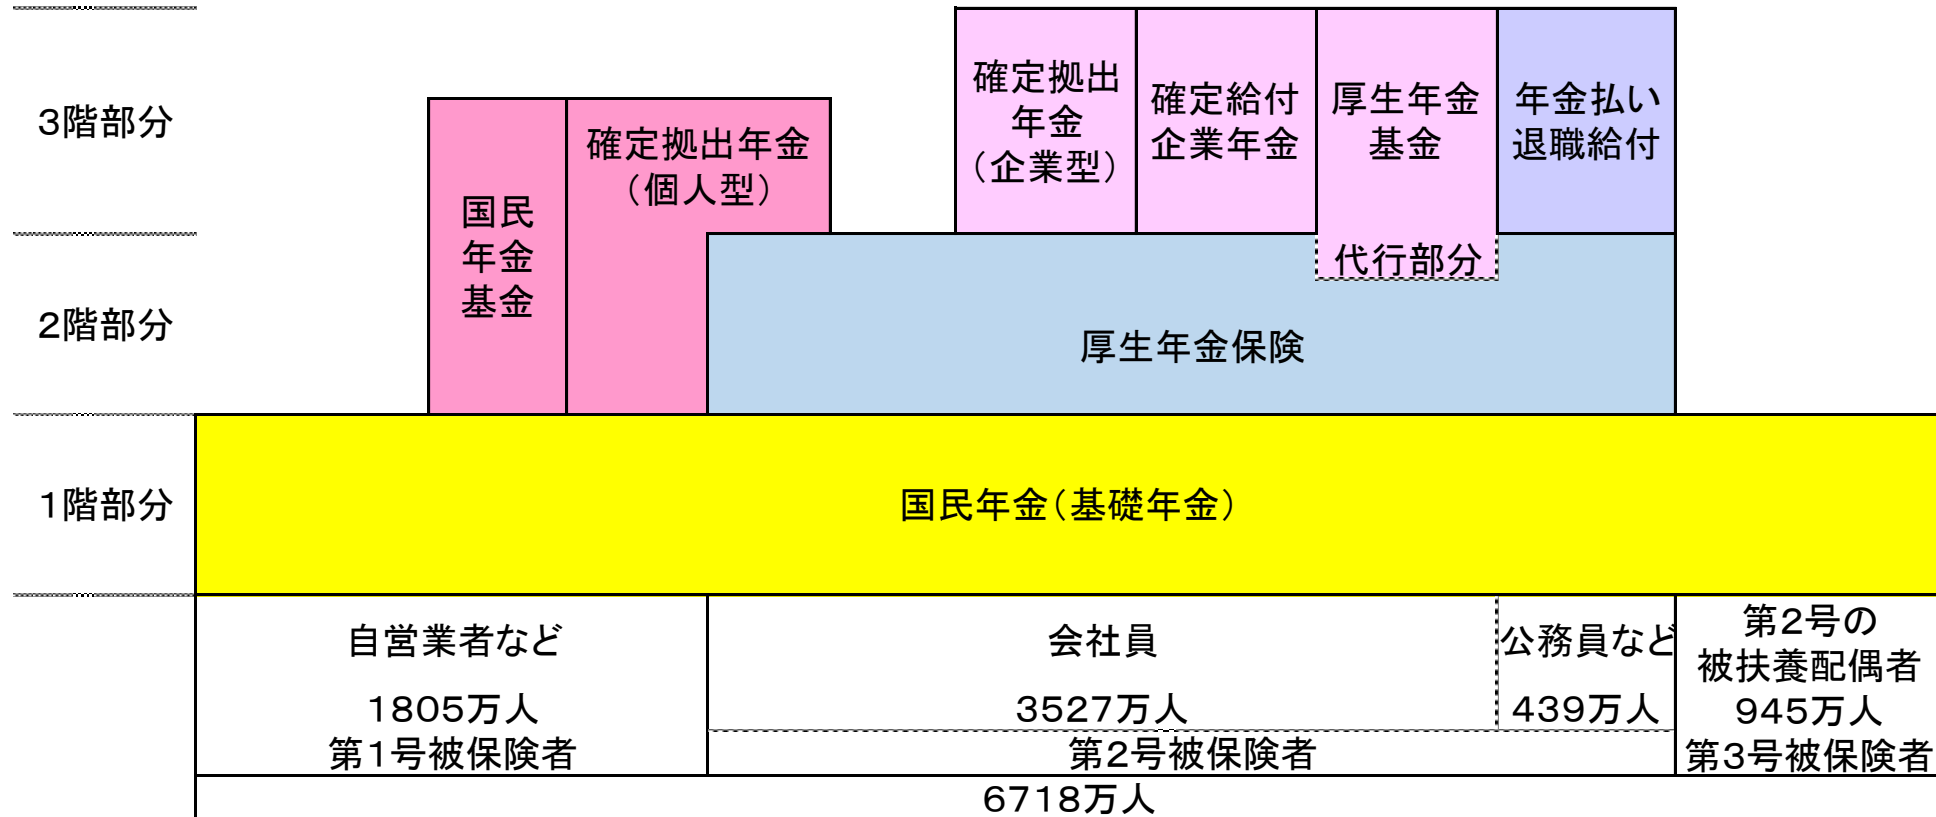 3階部分
2階部分
1階部分
国民
年金
基金
確定拠出年金
（個人型）
確定拠出
年金
（企業型）
確定給付
企業年金
厚生年金
基金
代行部分
年金払い
退職給付
厚生年金保険
国民年金（基礎年金）
自営業者など
1805万人
第1号被保険者
会社員
3527万人
公務員など
439万人
第2号被保険者
第2号の
被扶養配偶者
945万人
第3号被保険者
6718万人